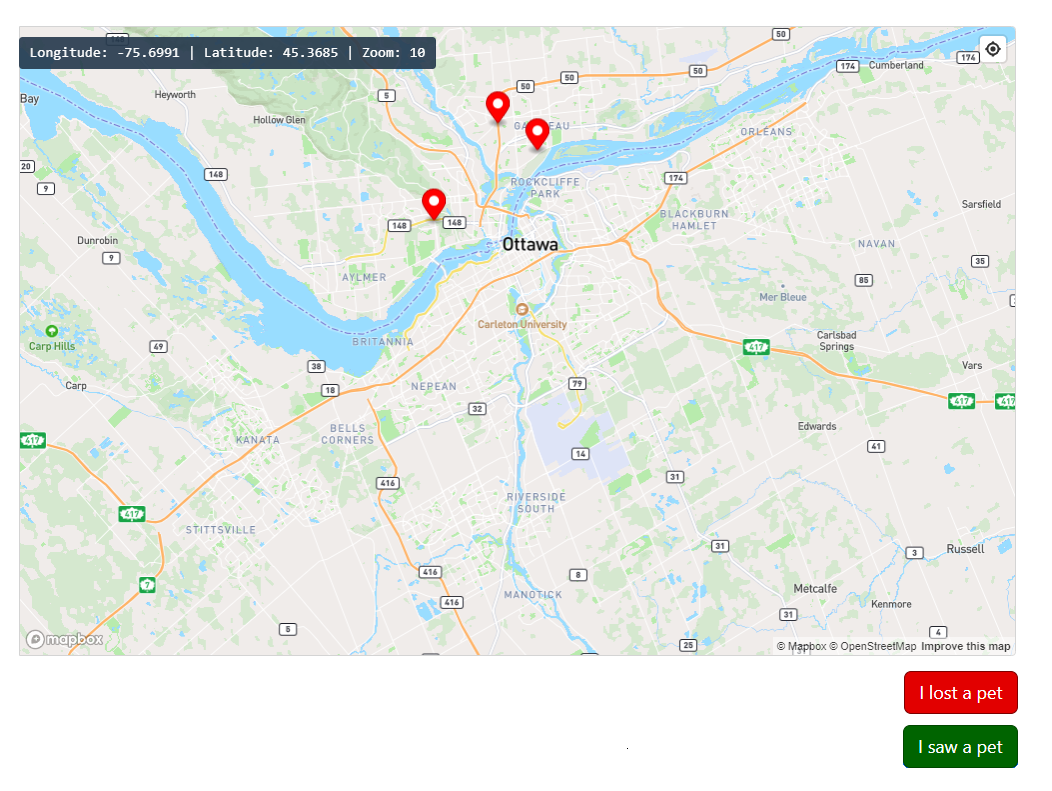 Longitude: -75.6991 | Latitude: 45.3685 | Zoom: 10
50
174
174
Cumberland
50
50
50
5
Bay
Heyworth
Hollow Glen
ORLÉANS
20
9
148
174
ROCKCLIFFE
PARK
Sarsfield
148
148
BLACKBURN
HAMLET
Dunrobin
9
Ottawa
NAVAN
35
AYLMER
85
Mer Bleue
Carleton University
Carp Hills
49
BRITANNIA
417
Carlsbad
Springs
38
Vars
Carp
18
NEPEAN
79
32
417
417
BELLS
CORNERS
KANATA
417
Edwards
41
14
416
31
RIVERSIDE
SOUTH
417
STITTSVILLE
31
3
Russell
416
8
7
MANOTICK
Metcalfe
416
Kenmore
31
5
4
25
mapbox
© Mapbox © OpenStreetMap Improve this map
I lost a pet
I saw a pet